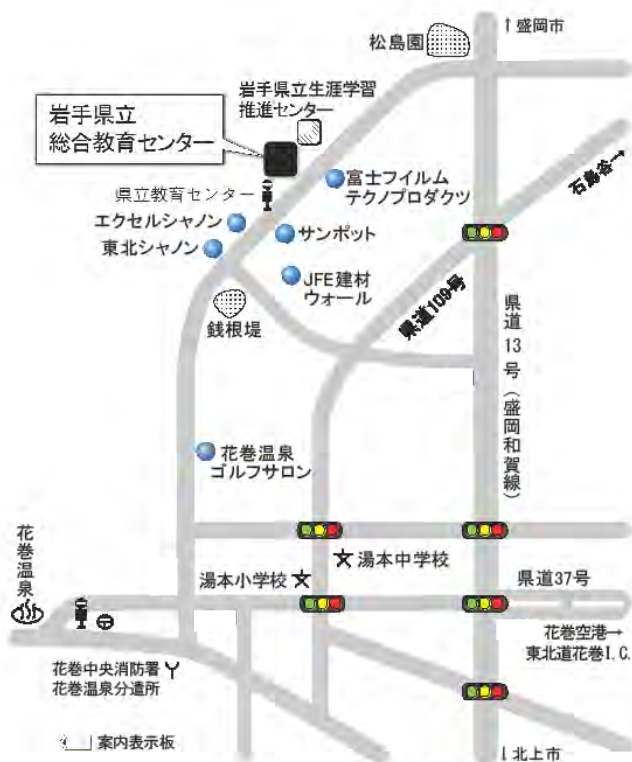 ↑盛岡市
松島園
岩手県立生涯学習
推進センター
岩手県立
総合教育センター
富士フイルム
テクノプロダクツ
石鳥谷→
県立教育センター
エクセルシャノン
サンポット
東北シャノン
JFE建材
ウォール
県道109号
銭根堤
県道13号(盛岡和賀線)
花巻温泉
ゴルフサロン
花巻温泉
湯本中学校
湯本小学校
県道37号
花巻空港→
東北道花巻I.C.
花巻中央消防署
花巻温泉分遣所
案内表示板
↓北上市